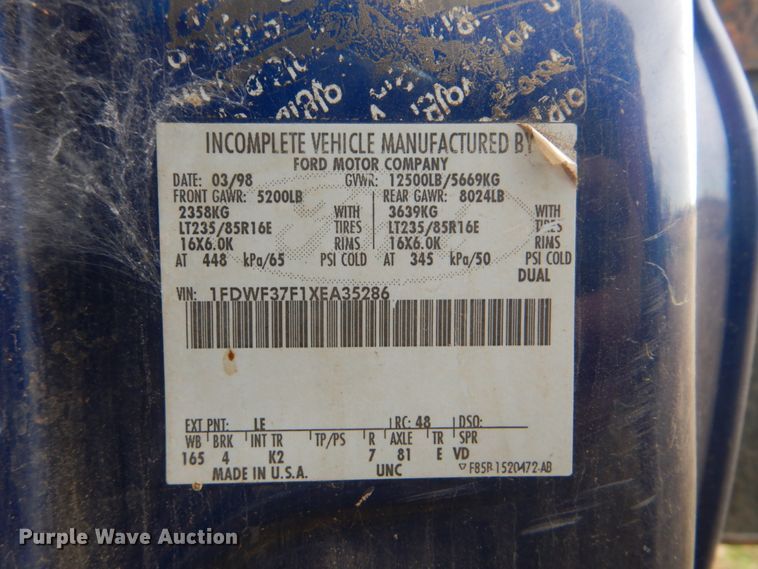 INCOMPLETE VEHICLE MANUFACTURED BY
FORD MOTOR COMPANY
DATE: 03/98 GVWR: 12500LB/5669KG
FRONT GAWR: 5200LB REAR GAWR: 8024LB
2358KG WITH 3639KG WITH
LT235/85R16E TIRES LT235/85R16E TIRES
16X6.0K RIMS 16X6.0K RIMS
AT 448 kPa/65 PSI COLD AT 345 kPa/50 PSI COLD
DUAL
VIN: 1FDWF37F1XEA35286
EXT PNT: LE RC: 48 DSO:
WB BRK INT TR TP/PS R AXLE TR SPR
165 4 K2 7 81 E VD
MADE IN U.S.A. UNC F85B 1520472 AB
Purple Wave Auction